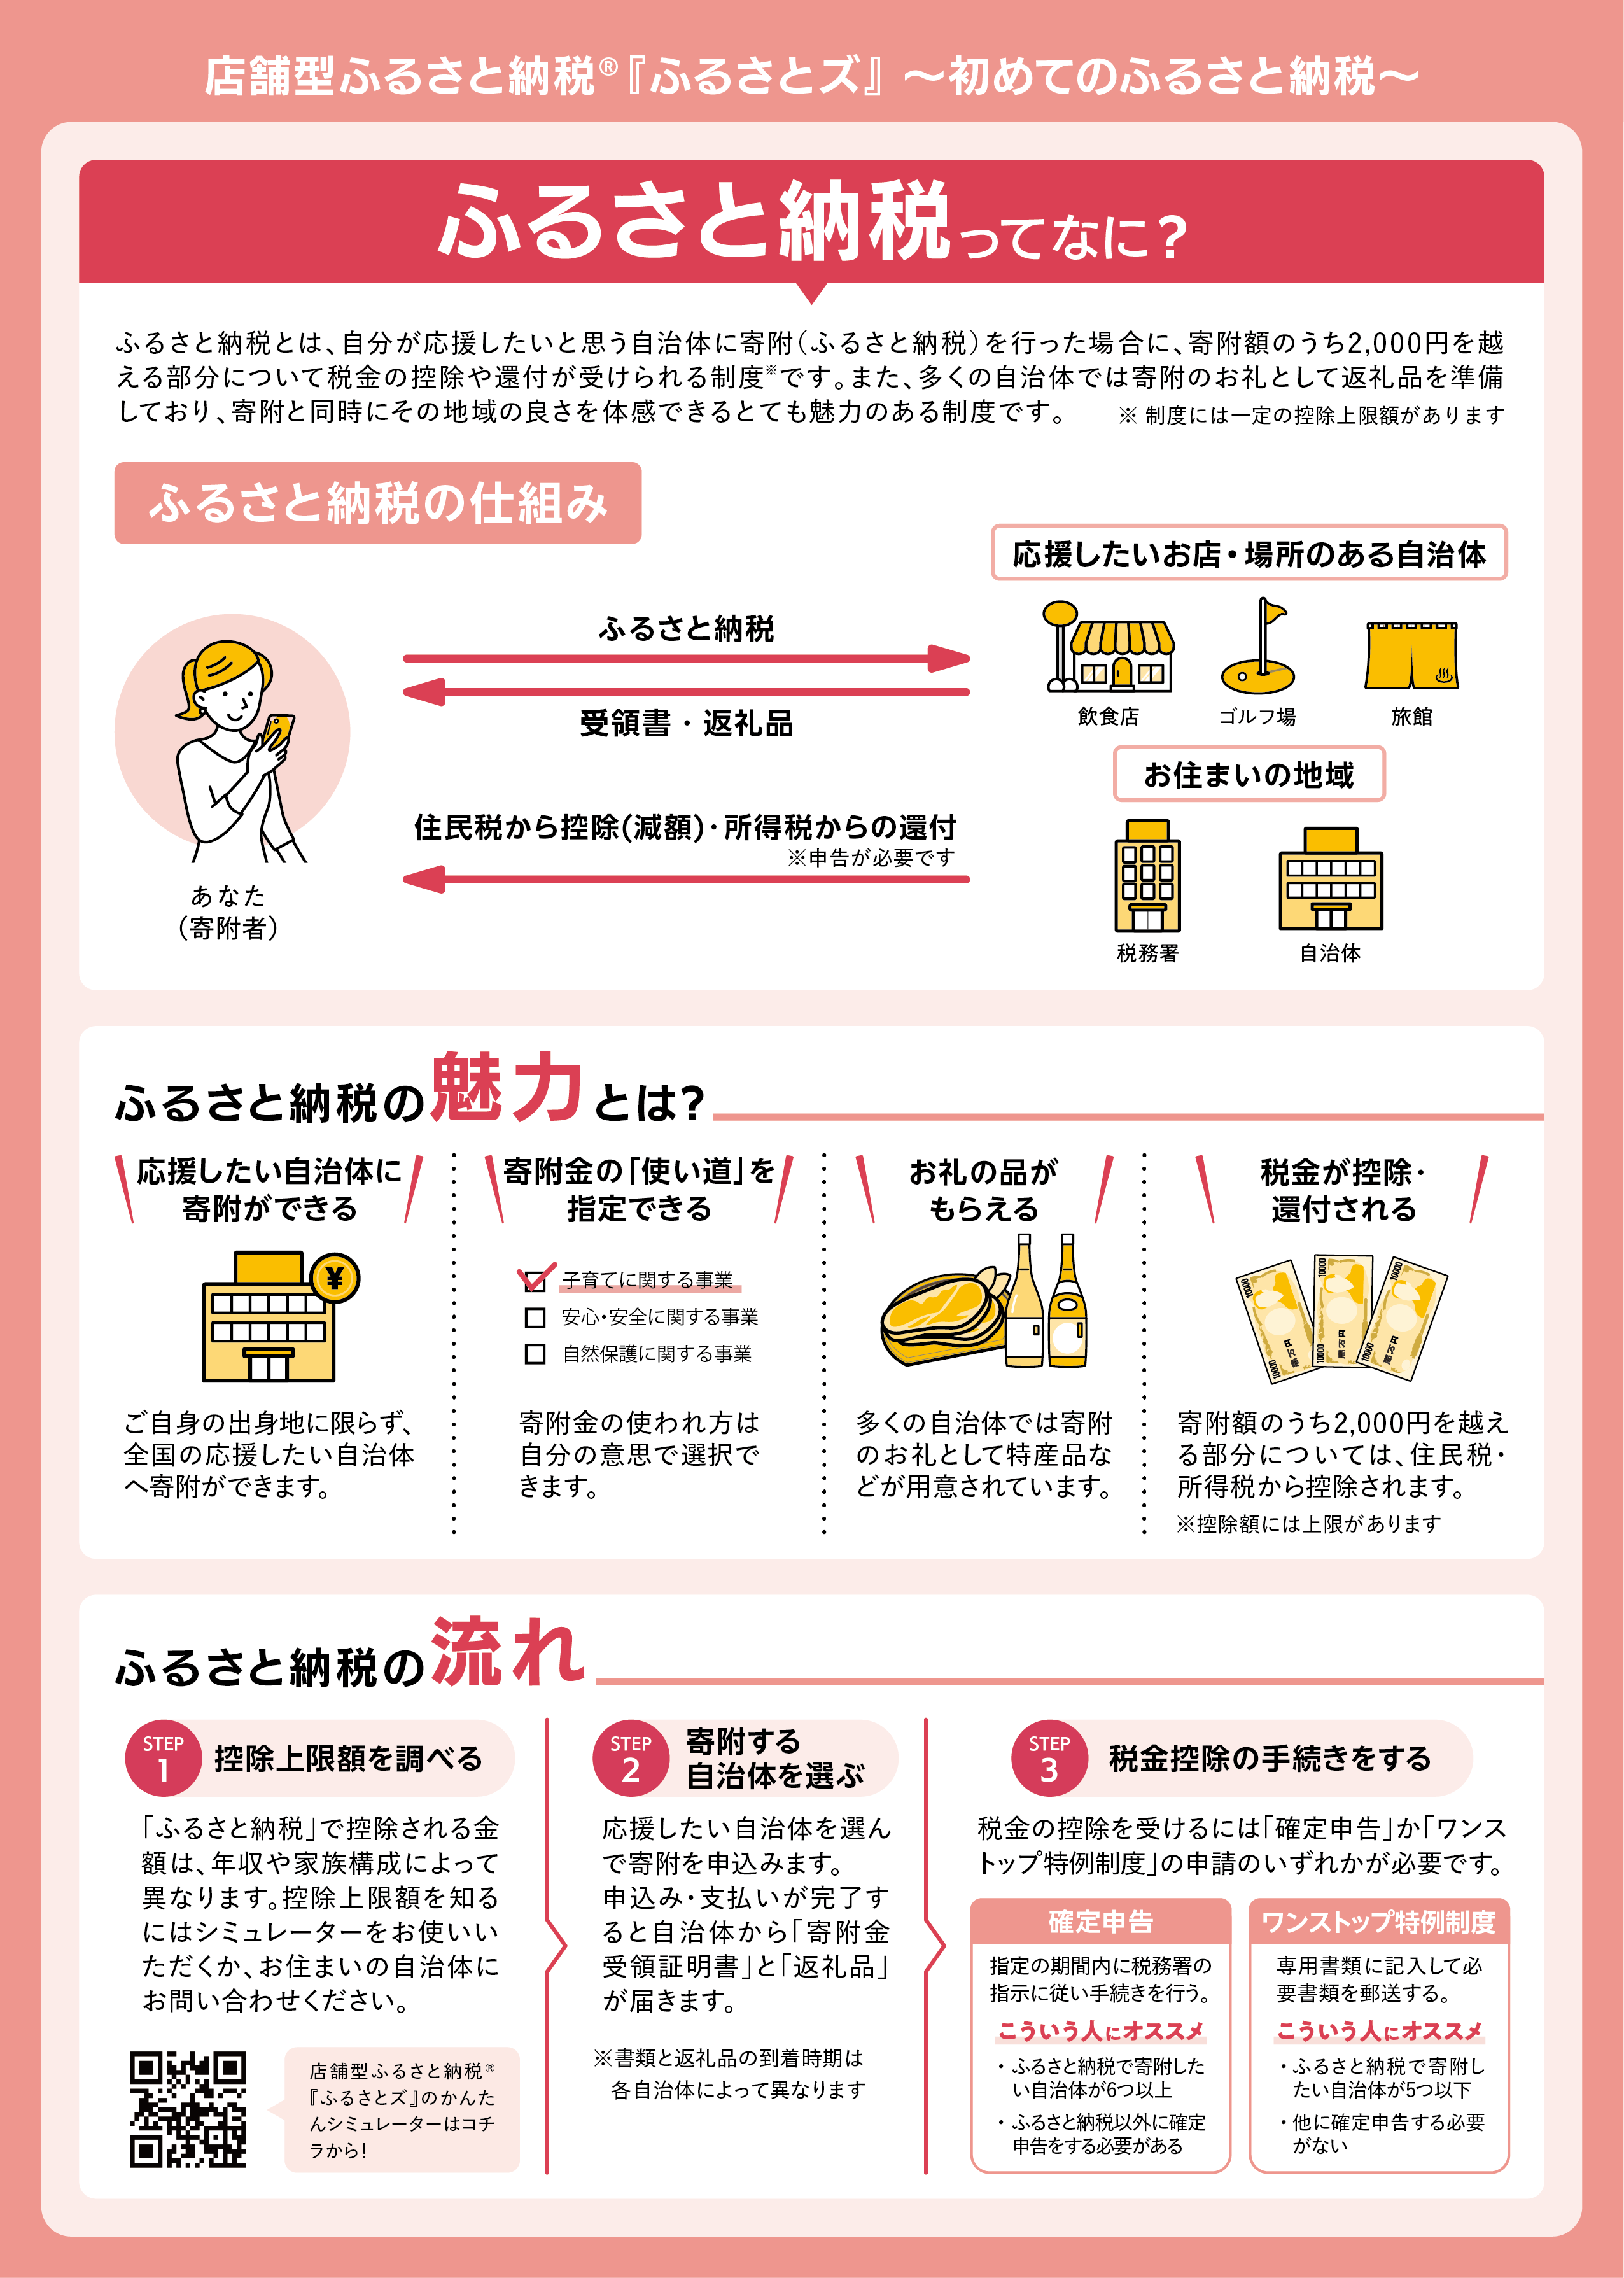 店舗型ふるさと納税®『ふるさとズ』～初めてのふるさと納税～
ふるさと納税ってなに？
ふるさと納税とは、自分が応援したいと思う自治体に寄附（ふるさと納税）を行った場合に、寄附額のうち2,000円を越
える部分について税金の控除や還付が受けられる制度※です。また、多くの自治体では寄附のお礼として返礼品を準備
しており、寄附と同時にその地域の良さを体感できるとても魅力のある制度です。
※ 制度には一定の控除上限額があります
ふるさと納税の仕組み
応援したいお店・場所のある自治体
ふるさと納税
受領書・返礼品
飲食店
ゴルフ場
旅館
お住まいの地域
住民税から控除(減額)・所得税からの還付
※申告が必要です
あなた
（寄附者）
税務署
自治体
ふるさと納税の魅力とは？
応援したい自治体に
寄附ができる
¥
ご自身の出身地に限らず、
全国の応援したい自治体
へ寄附ができます。
寄附金の「使い道」を
指定できる
子育てに関する事業
安心・安全に関する事業
自然保護に関する事業
寄附金の使われ方は
自分の意思で選択で
きます。
お礼の品が
もらえる
多くの自治体では寄附
のお礼として特産品な
どが用意されています。
税金が控除・
還付される
10000
壱万円
10000
10000
壱万円
10000
10000
壱万円
10000
寄附額のうち2,000円を越え
る部分については、住民税・
所得税から控除されます。
※控除額には上限があります
ふるさと納税の流れ
STEP
1
控除上限額を調べる
「ふるさと納税」で控除される金
額は、年収や家族構成によって
異なります。控除上限額を知る
にはシミュレーターをお使いい
ただくか、お住まいの自治体に
お問い合わせください。
店舗型ふるさと納税®
『ふるさとズ』のかんた
んシミュレーターはコチ
ラから！
STEP
2
寄附する
自治体を選ぶ
応援したい自治体を選ん
で寄附を申込みます。
申込み・支払いが完了す
ると自治体から「寄附金
受領証明書」と「返礼品」
が届きます。
※書類と返礼品の到着時期は
各自治体によって異なります
STEP
3
税金控除の手続きをする
税金の控除を受けるには「確定申告」か「ワンス
トップ特例制度」の申請のいずれかが必要です。
確定申告
指定の期間内に税務署の
指示に従い手続きを行う。
こういう人にオススメ
・ふるさと納税で寄附した
い自治体が6つ以上
・ふるさと納税以外に確定
申告をする必要がある
ワンストップ特例制度
専用書類に記入して必
要書類を郵送する。
こういう人にオススメ
・ふるさと納税で寄附し
たい自治体が5つ以下
・他に確定申告する必要
がない